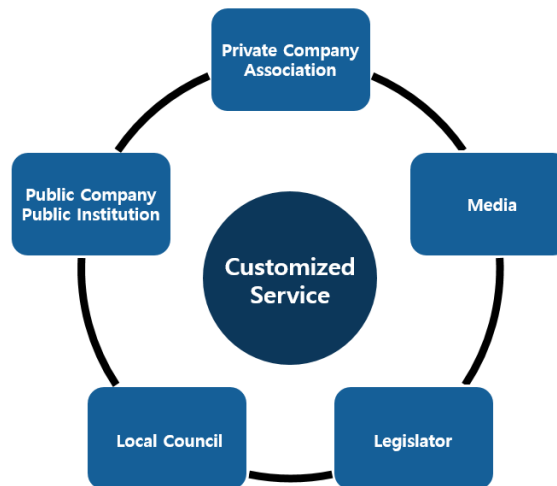 Private Company
Association
Public Company
Public Institution
Media
Customized
Service
Local Council
Legislator